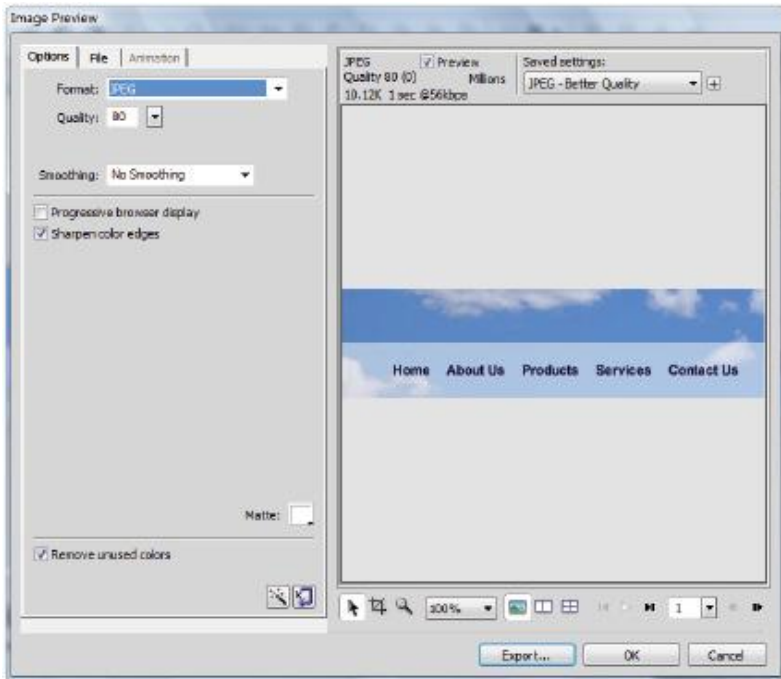 Image Preview
Options File Animation
Format: JPEG
Quality: 80
Smoothing: No Smoothing
Progressive browser display
Sharpen color edges
Matte:
Remove unused colors
JPEG Preview
Quality 80 (0) Millions
10.12K 1 sec @56kbps
Saved settings:
JPEG - Better Quality
Home About Us Products Services Contact Us
100% 1
Export... OK Cancel